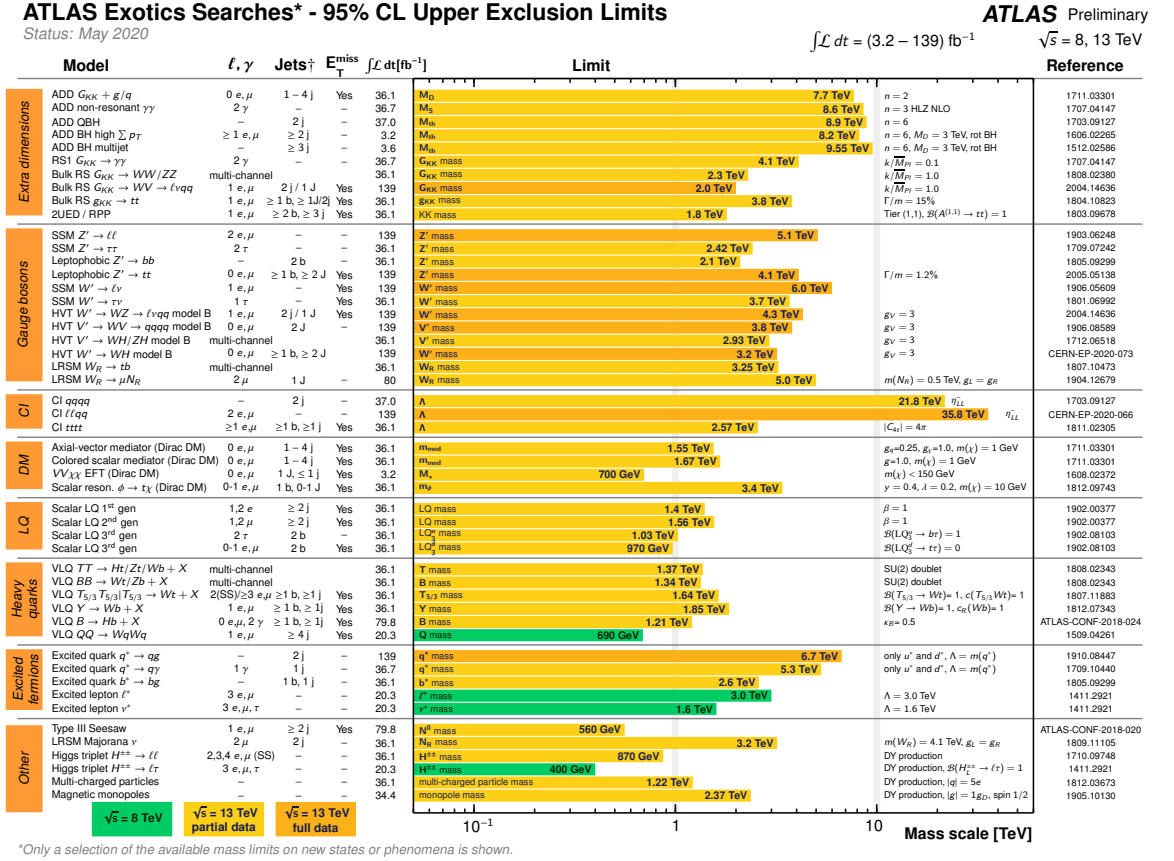 ATLAS Exotics Searches* - 95% CL Upper Exclusion Limits
Status: May 2020
ATLAS Preliminary
∫ℒ dt = (3.2 – 139) fb⁻¹
√s = 8, 13 TeV
Model ℓ, γ Jets† E_T^miss ∫ℒ dt[fb⁻¹] Limit Reference
Extra dimensions
ADD G_KK + g/q 0 e, μ 1 – 4 j Yes 36.1 M_D 7.7 TeV n = 2 1711.03301
ADD non-resonant γγ 2 γ – – 36.7 M_S 8.6 TeV n = 3 HLZ NLO 1707.04147
ADD QBH – 2 j – 37.0 M_th 8.9 TeV n = 6 1703.09127
ADD BH high ∑ p_T ≥ 1 e, μ ≥ 2 j – 3.2 M_th 8.2 TeV n = 6, M_D = 3 TeV, rot BH 1606.02265
ADD BH multijet – ≥ 3 j – 3.6 M_th 9.55 TeV n = 6, M_D = 3 TeV, rot BH 1512.02586
RS1 G_KK → γγ 2 γ – – 36.7 G_KK mass 4.1 TeV k/M̅_Pl = 0.1 1707.04147
Bulk RS G_KK → WW/ZZ multi-channel 36.1 G_KK mass 2.3 TeV k/M̅_Pl = 1.0 1808.02380
Bulk RS G_KK → WV → ℓνqq 1 e, μ 2 j / 1 J Yes 139 G_KK mass 2.0 TeV k/M̅_Pl = 1.0 2004.14636
Bulk RS g_KK → tt 1 e, μ ≥ 1 b, ≥ 1J/2j Yes 36.1 g_KK mass 3.8 TeV Γ/m = 15% 1804.10823
2UED / RPP 1 e, μ ≥ 2 b, ≥ 3 j Yes 36.1 KK mass 1.8 TeV Tier (1,1), ℬ(A^(1,1) → tt) = 1 1803.09678
Gauge bosons
SSM Z′ → ℓℓ 2 e, μ – – 139 Z′ mass 5.1 TeV 1903.06248
SSM Z′ → ττ 2 τ – – 36.1 Z′ mass 2.42 TeV 1709.07242
Leptophobic Z′ → bb – 2 b – 36.1 Z′ mass 2.1 TeV 1805.09299
Leptophobic Z′ → tt 0 e, μ ≥ 1 b, ≥ 2 J Yes 139 Z′ mass 4.1 TeV Γ/m = 1.2% 2005.05138
SSM W′ → ℓν 1 e, μ – Yes 139 W′ mass 6.0 TeV 1906.05609
SSM W′ → τν 1 τ – Yes 36.1 W′ mass 3.7 TeV 1801.06992
HVT W′ → WZ → ℓνqq model B 1 e, μ 2 j / 1 J Yes 139 W′ mass 4.3 TeV g_V = 3 2004.14636
HVT V′ → WV → qqqq model B 0 e, μ 2 J – 139 V′ mass 3.8 TeV g_V = 3 1906.08589
HVT V′ → WH/ZH model B multi-channel 36.1 V′ mass 2.93 TeV g_V = 3 1712.06518
HVT W′ → WH model B 0 e, μ ≥ 1 b, ≥ 2 J 139 W′ mass 3.2 TeV g_V = 3 CERN-EP-2020-073
LRSM W_R → tb multi-channel 36.1 W_R mass 3.25 TeV 1807.10473
LRSM W_R → μN_R 2 μ 1 J – 80 W_R mass 5.0 TeV m(N_R) = 0.5 TeV, g_L = g_R 1904.12679
CI
CI qqqq – 2 j – 37.0 Λ 21.8 TeV η⁻_LL 1703.09127
CI ℓℓqq 2 e, μ – – 139 Λ 35.8 TeV η⁻_LL CERN-EP-2020-066
CI tttt ≥1 e,μ ≥1 b, ≥1 j Yes 36.1 Λ 2.57 TeV |C_4t| = 4π 1811.02305
DM
Axial-vector mediator (Dirac DM) 0 e, μ 1 – 4 j Yes 36.1 m_med 1.55 TeV g_q=0.25, g_χ=1.0, m(χ) = 1 GeV 1711.03301
Colored scalar mediator (Dirac DM) 0 e, μ 1 – 4 j Yes 36.1 m_med 1.67 TeV g=1.0, m(χ) = 1 GeV 1711.03301
VVχχ EFT (Dirac DM) 0 e, μ 1 J, ≤ 1 j Yes 3.2 M_* 700 GeV m(χ) < 150 GeV 1608.02372
Scalar reson. ϕ → tχ (Dirac DM) 0-1 e, μ 1 b, 0-1 J Yes 36.1 m_ϕ 3.4 TeV y = 0.4, λ = 0.2, m(χ) = 10 GeV 1812.09743
LQ
Scalar LQ 1st gen 1,2 e ≥ 2 j Yes 36.1 LQ mass 1.4 TeV β = 1 1902.00377
Scalar LQ 2nd gen 1,2 μ ≥ 2 j Yes 36.1 LQ mass 1.56 TeV β = 1 1902.00377
Scalar LQ 3rd gen 2 τ 2 b – 36.1 LQ₃ᵘ mass 1.03 TeV ℬ(LQ₃ᵘ → bτ) = 1 1902.08103
Scalar LQ 3rd gen 0-1 e, μ 2 b Yes 36.1 LQ₃ᵈ mass 970 GeV ℬ(LQ₃ᵈ → tτ) = 0 1902.08103
Heavy quarks
VLQ TT → Ht/Zt/Wb + X multi-channel 36.1 T mass 1.37 TeV SU(2) doublet 1808.02343
VLQ BB → Wt/Zb + X multi-channel 36.1 B mass 1.34 TeV SU(2) doublet 1808.02343
VLQ T_5/3 T_5/3|T_5/3 → Wt + X 2(SS)/≥3 e,μ ≥1 b, ≥1 j Yes 36.1 T_5/3 mass 1.64 TeV ℬ(T_5/3 → Wt)= 1, c(T_5/3 Wt)= 1 1807.11883
VLQ Y → Wb + X 1 e, μ ≥ 1 b, ≥ 1j Yes 36.1 Y mass 1.85 TeV ℬ(Y → Wb)= 1, c_R(Wb)= 1 1812.07343
VLQ B → Hb + X 0 e,μ, 2 γ ≥ 1 b, ≥ 1j Yes 79.8 B mass 1.21 TeV κ_B= 0.5 ATLAS-CONF-2018-024
VLQ QQ → WqWq 1 e, μ ≥ 4 j Yes 20.3 Q mass 690 GeV 1509.04261
Excited fermions
Excited quark q* → qg – 2 j – 139 q* mass 6.7 TeV only u* and d*, Λ = m(q*) 1910.08447
Excited quark q* → qγ 1 γ 1 j – 36.7 q* mass 5.3 TeV only u* and d*, Λ = m(q*) 1709.10440
Excited quark b* → bg – 1 b, 1 j – 36.1 b* mass 2.6 TeV 1805.09299
Excited lepton ℓ* 3 e, μ – – 20.3 ℓ* mass 3.0 TeV Λ = 3.0 TeV 1411.2921
Excited lepton ν* 3 e, μ, τ – – 20.3 ν* mass 1.6 TeV Λ = 1.6 TeV 1411.2921
Other
Type III Seesaw 1 e, μ ≥ 2 j Yes 79.8 N⁰ mass 560 GeV ATLAS-CONF-2018-020
LRSM Majorana ν 2 μ 2 j – 36.1 N_R mass 3.2 TeV m(W_R) = 4.1 TeV, g_L = g_R 1809.11105
Higgs triplet H^±± → ℓℓ 2,3,4 e, μ (SS) – – 36.1 H^±± mass 870 GeV DY production 1710.09748
Higgs triplet H^±± → ℓτ 3 e, μ, τ – – 20.3 H^±± mass 400 GeV DY production, ℬ(H_L^±± → ℓτ) = 1 1411.2921
Multi-charged particles – – – 36.1 multi-charged particle mass 1.22 TeV DY production, |q| = 5e 1812.03673
Magnetic monopoles – – – 34.4 monopole mass 2.37 TeV DY production, |g| = 1g_D, spin 1/2 1905.10130
√s = 8 TeV
√s = 13 TeV partial data
√s = 13 TeV full data
10⁻¹ 1 10
Mass scale [TeV]
*Only a selection of the available mass limits on new states or phenomena is shown.